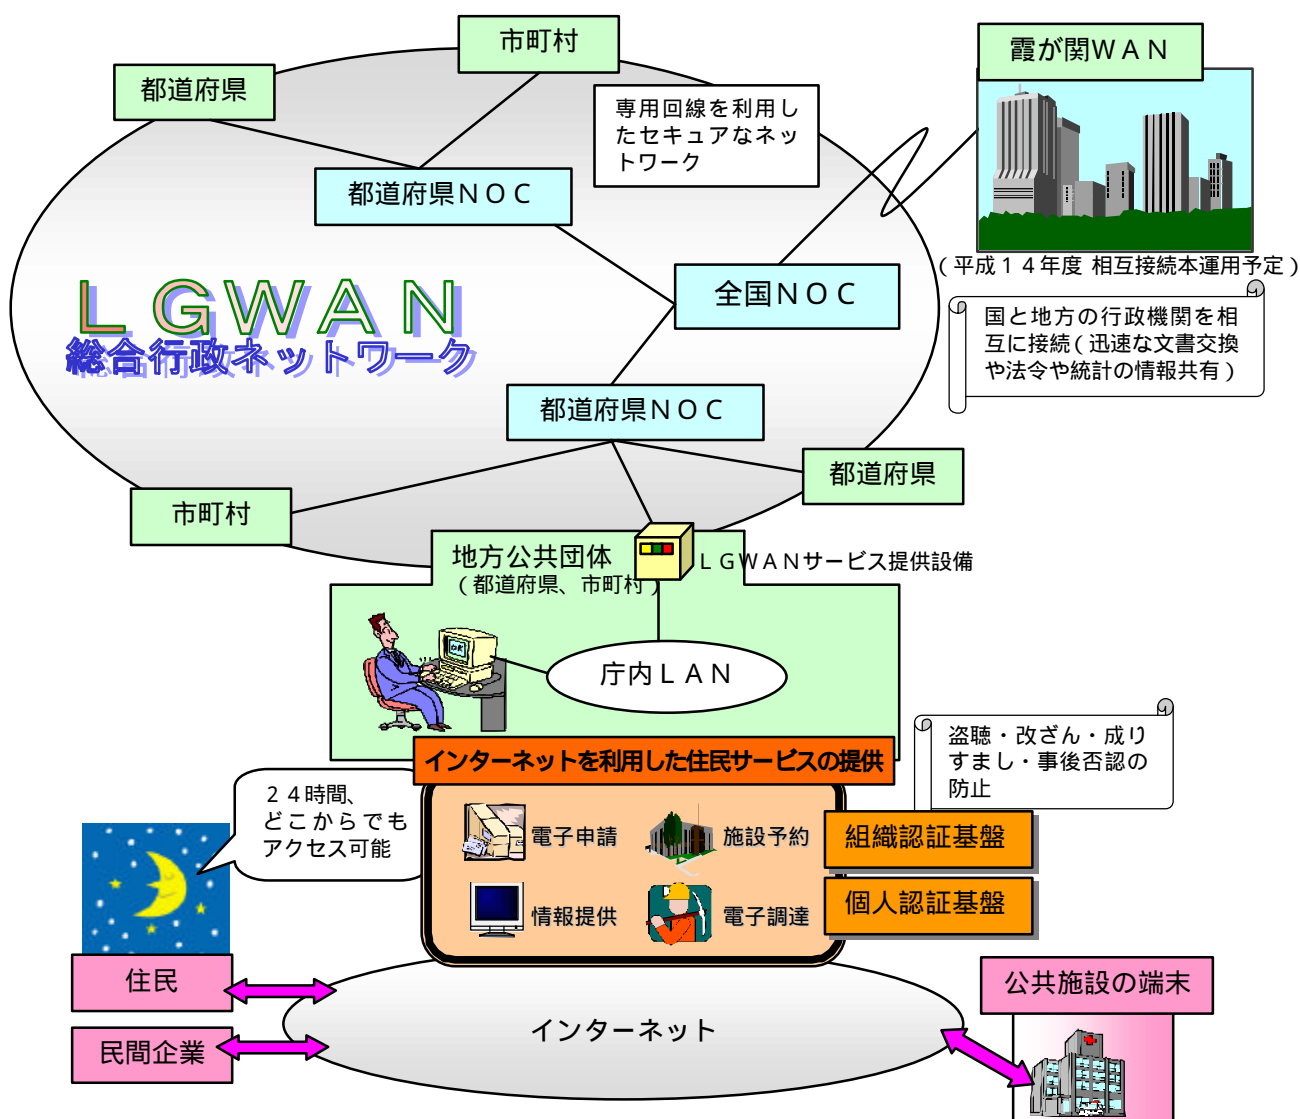 市町村
霞が関ＷＡＮ
都道府県
専用回線を利用し
たセキュアなネッ
トワーク
都道府県ＮＯＣ
（平成１４年度 相互接続本運用予定）
全国ＮＯＣ
ＬＧＷＡＮ
総合行政ネットワーク
国と地方の行政機関を相
互に接続（迅速な文書交換
や法令や統計の情報共有）
都道府県ＮＯＣ
都道府県
市町村
地方公共団体
（都道府県、市町村）
ＬＧＷＡＮサービス提供設備
庁内ＬＡＮ
盗聴・改ざん・成り
すまし・事後否認の
防止
インターネットを利用した住民サービスの提供
２４時間、
どこからでも
アクセス可能
電子申請
施設予約
組織認証基盤
情報提供
電子調達
個人認証基盤
住民
公共施設の端末
インターネット
民間企業